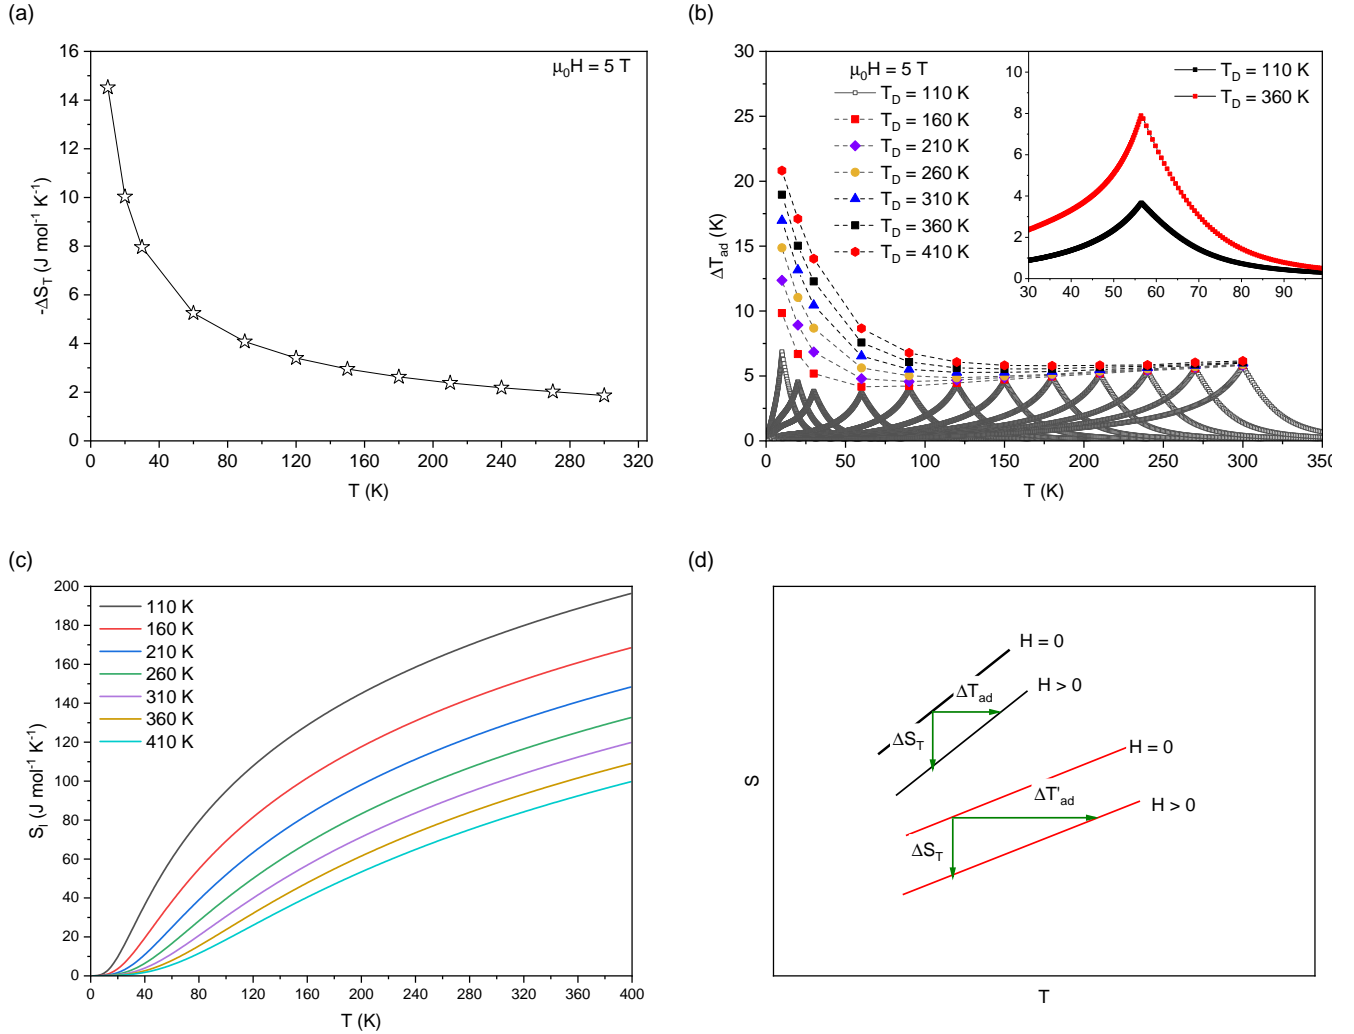 (a)
16
14
12
10
8
6
4
2
0
0 40 80 120 160 200 240 280 320
-ΔS_T (J mol⁻¹ K⁻¹)
T (K)
μ₀H = 5 T
(b)
30
25
20
15
10
5
0
0 50 100 150 200 250 300 350
ΔT_ad (K)
T (K)
μ₀H = 5 T
T_D = 110 K
T_D = 160 K
T_D = 210 K
T_D = 260 K
T_D = 310 K
T_D = 360 K
T_D = 410 K
10
8
6
4
2
0
30 40 50 60 70 80 90
T_D = 110 K
T_D = 360 K
(c)
200
180
160
140
120
100
80
60
40
20
0
0 40 80 120 160 200 240 280 320 360 400
S_l (J mol⁻¹ K⁻¹)
T (K)
110 K
160 K
210 K
260 K
310 K
360 K
410 K
(d)
S
T
H = 0
ΔT_ad
H > 0
ΔS_T
H = 0
ΔT'_ad
H > 0
ΔS_T